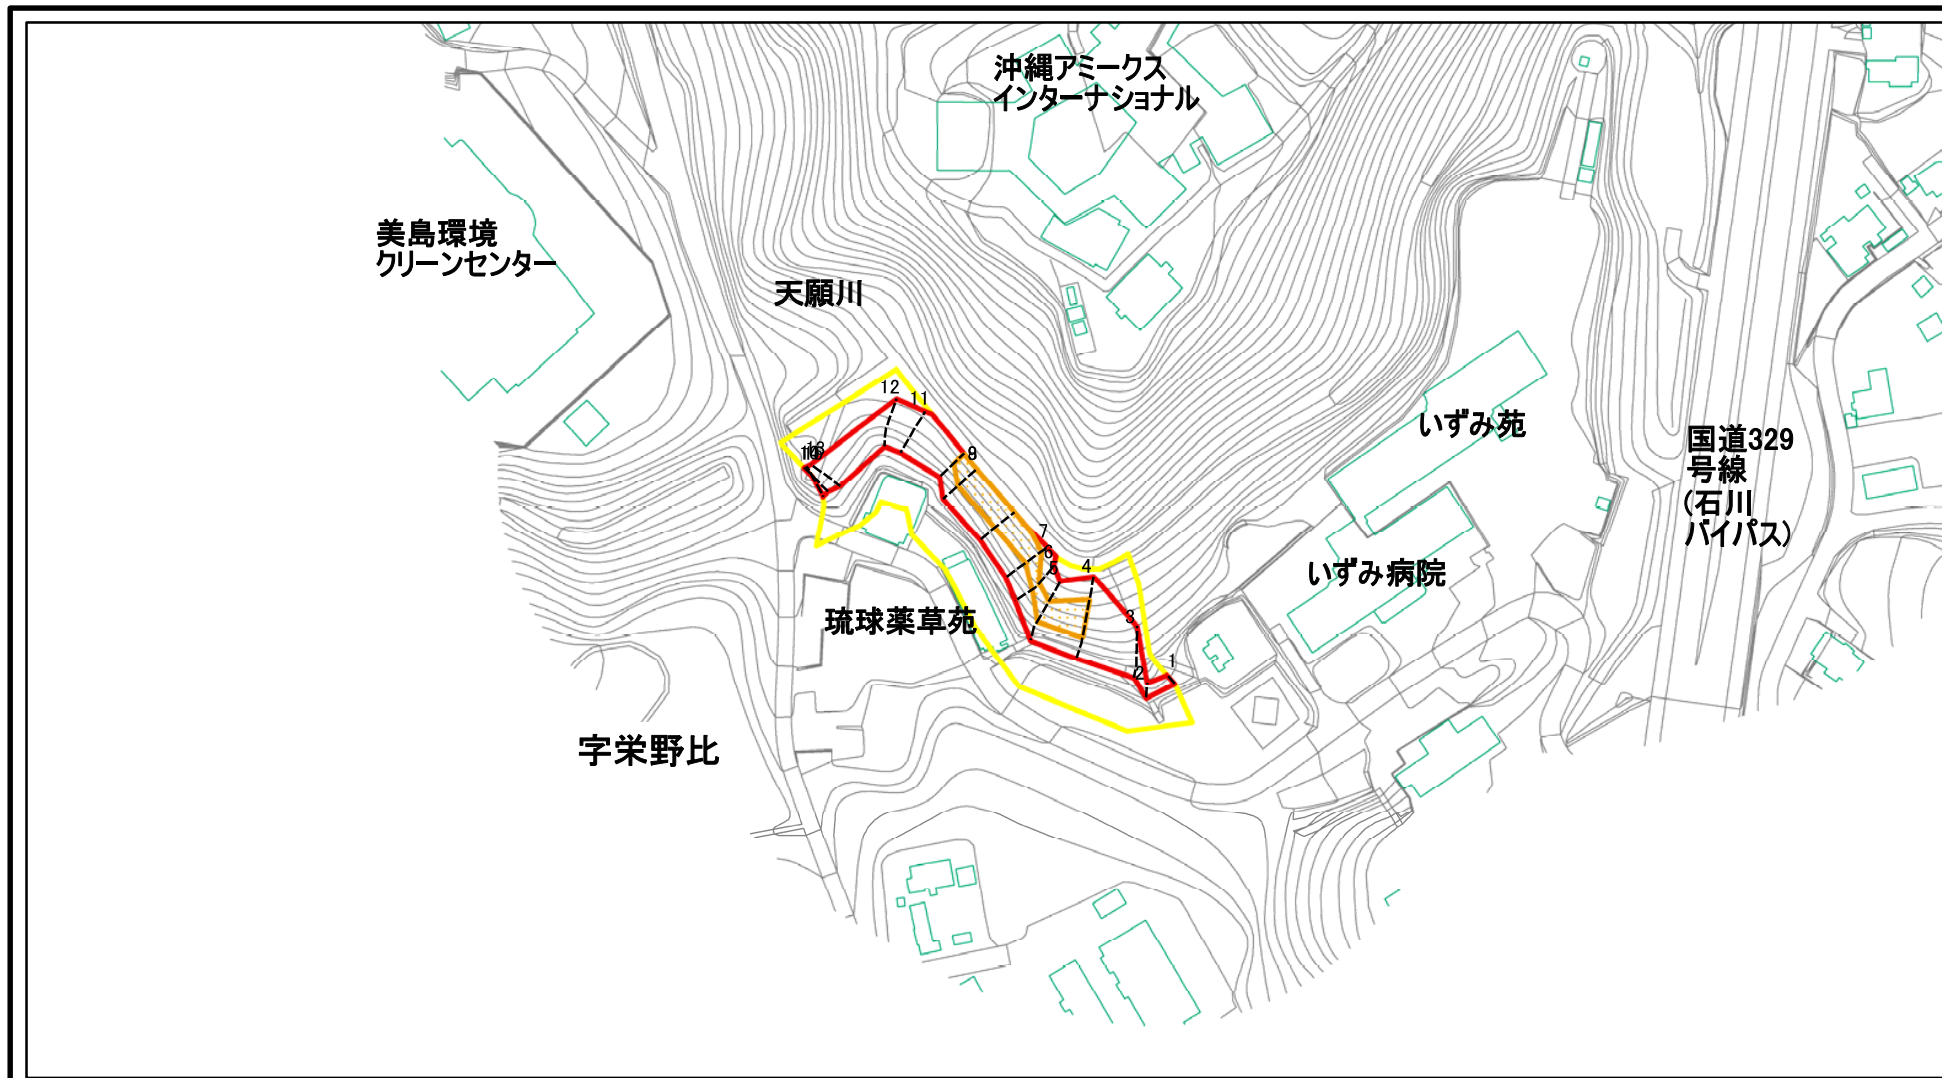 沖縄アミークス
インターナショナル
美島環境
クリーンセンター
天願川
12
11
13
9
7
6
5
4
3
2
1
いずみ苑
国道329
号線
(石川
バイパス)
いずみ病院
琉球薬草苑
字栄野比